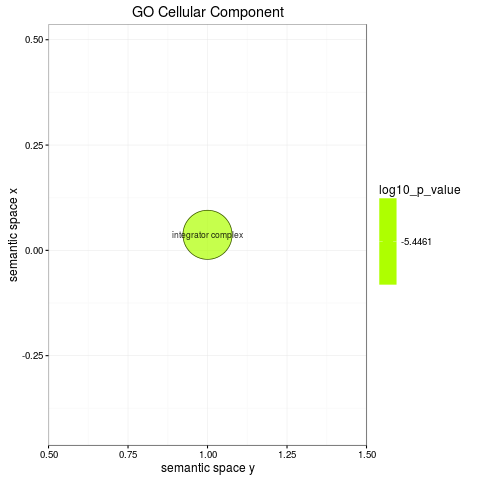 GO Cellular Component
0.50
0.25
0.00
-0.25
semantic space x
integrator complex
0.50 0.75 1.00 1.25 1.50
semantic space y
log10_p_value
-5.4461